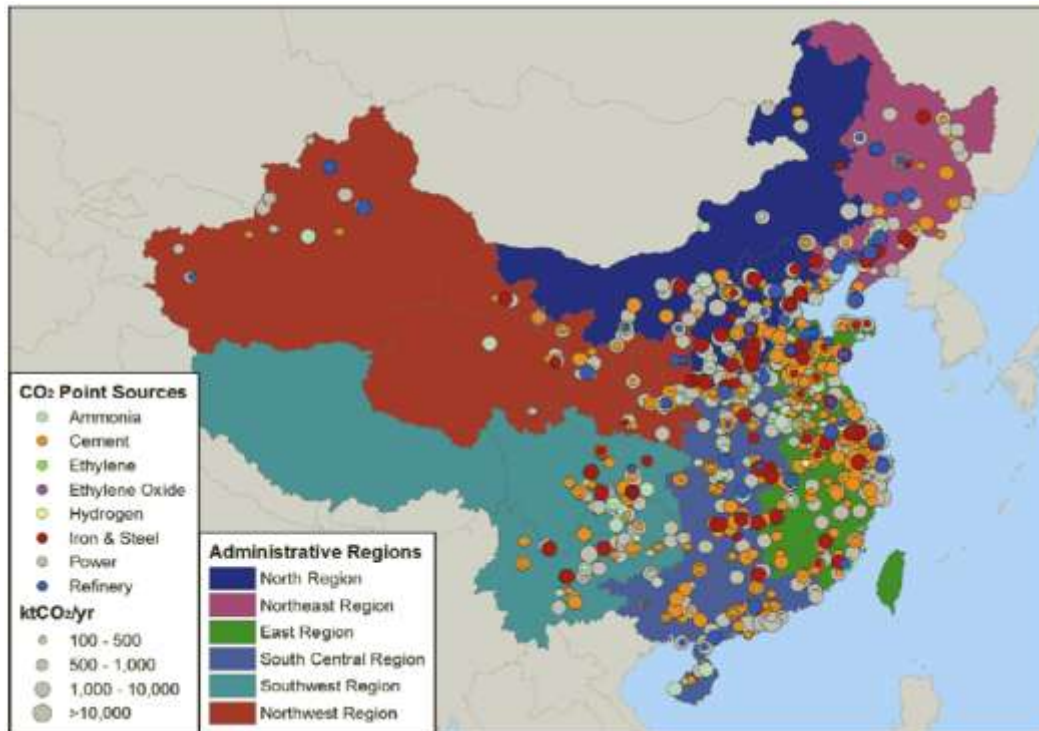 CO2 Point Sources
Ammonia
Cement
Ethylene
Ethylene Oxide
Hydrogen
Iron & Steel
Power
Refinery
ktCO2/yr
100 - 500
500 - 1,000
1,000 - 10,000
>10,000
Administrative Regions
North Region
Northeast Region
East Region
South Central Region
Southwest Region
Northwest Region